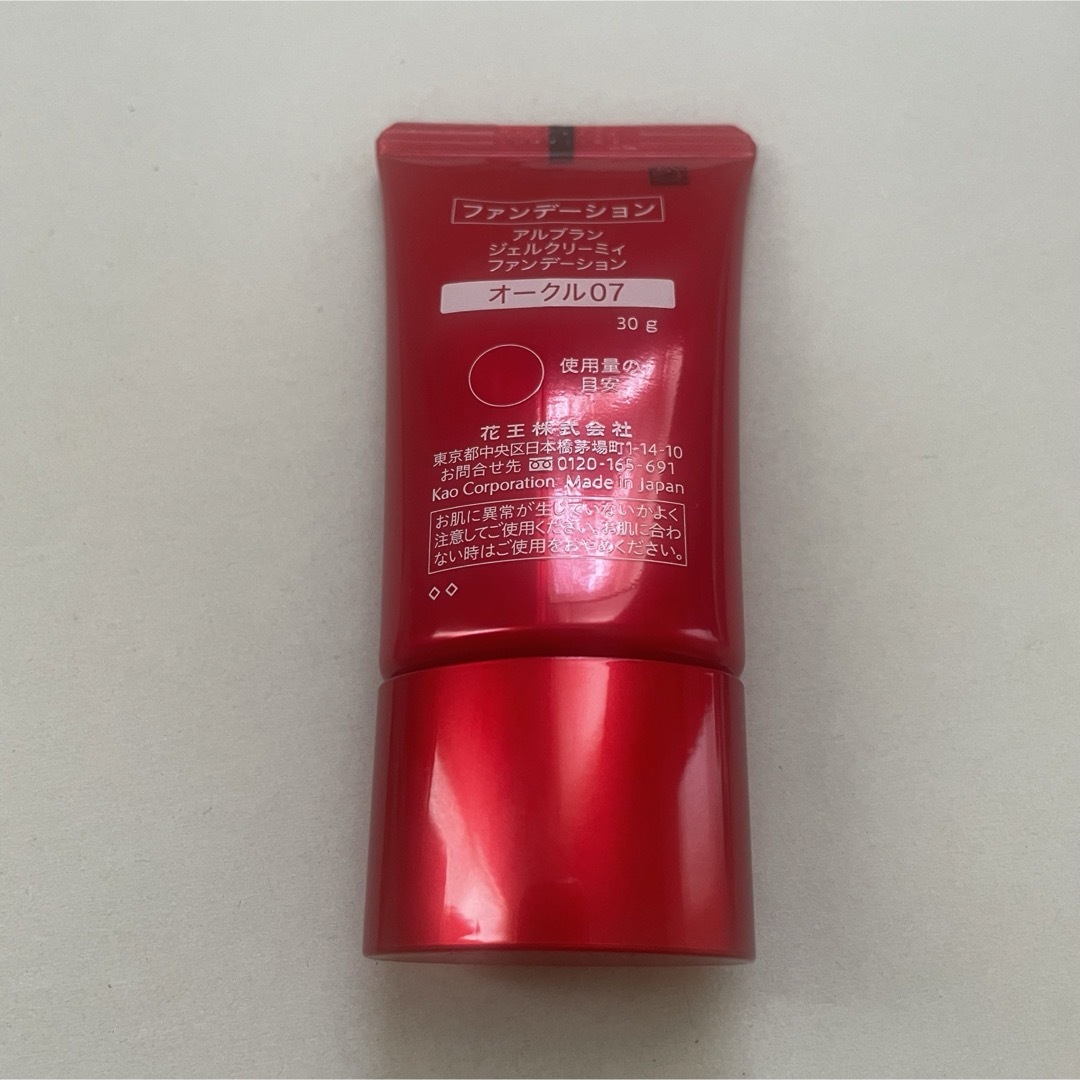 ファンデーション
アルブラン
ジェルクリーミィ
ファンデーション
オークル07
30 g
使用量の
目安
花王株式会社
東京都中央区日本橋茅場町1-14-10
お問合せ先 0120-165-691
Kao Corporation Made in Japan
お肌に異常が生じていないかよく
注意してご使用ください。お肌に合わ
ない時はご使用をおやめください。